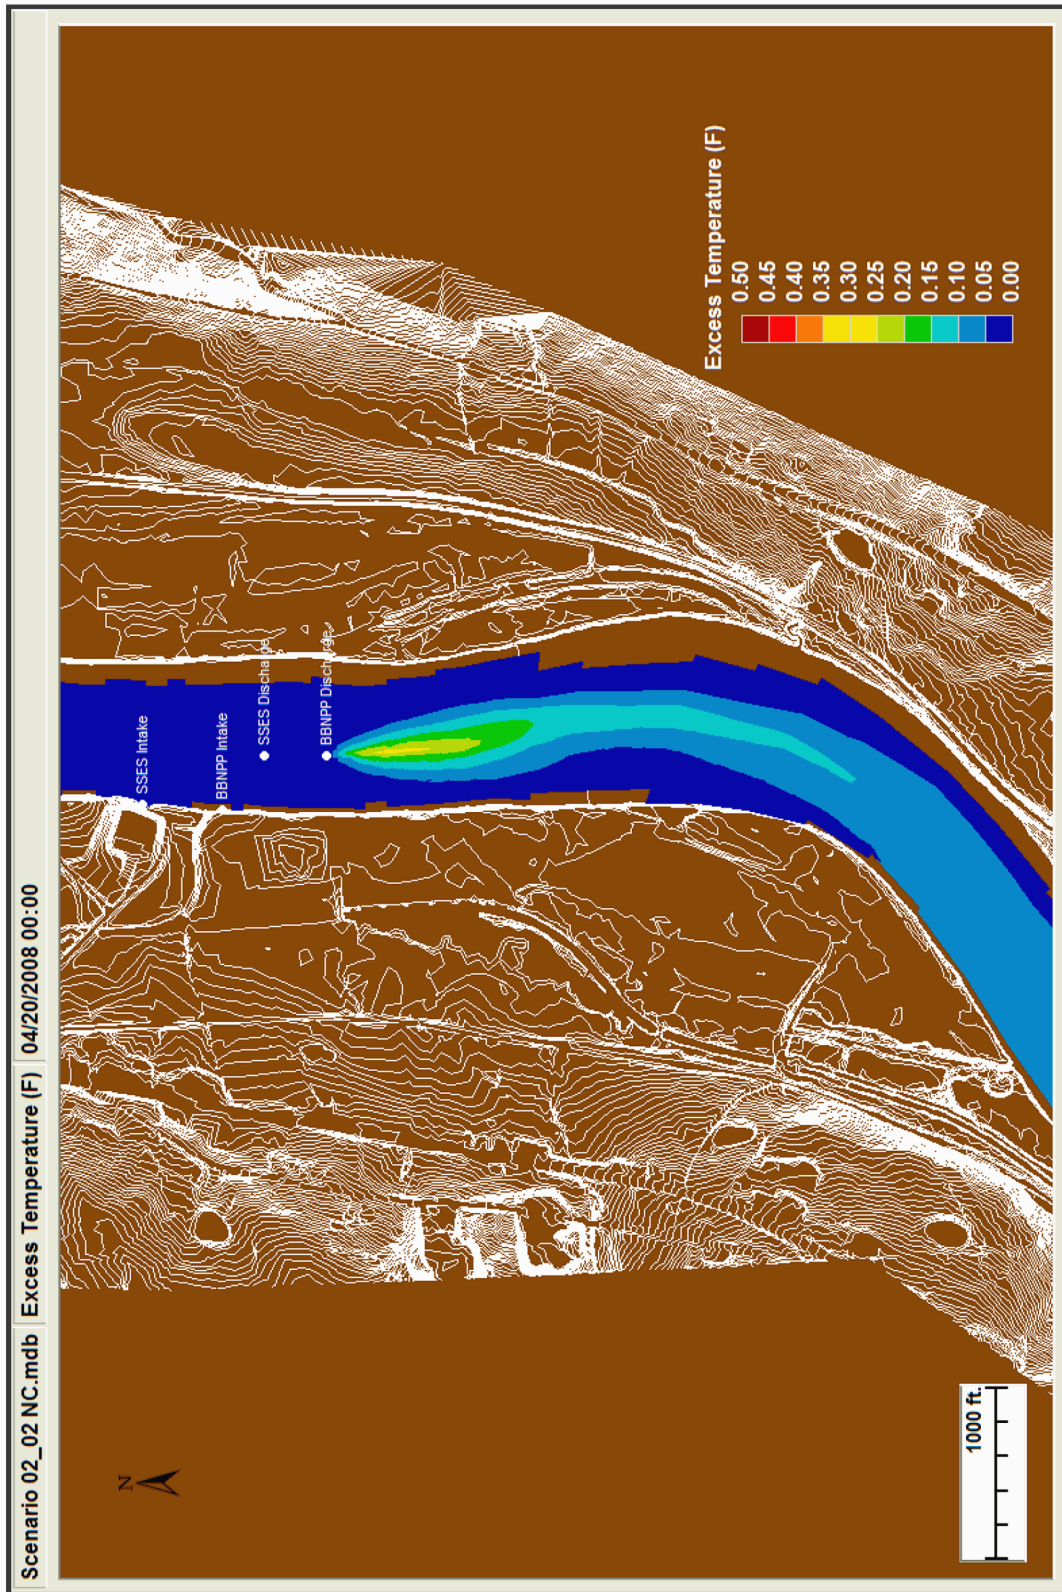 Scenario 02_02 NC.mdb
Excess Temperature (F)
04/20/2008 00:00
N
SSES Intake
BBNPP Intake
SSES Discharge
BBNPP Discharge
Excess Temperature (F)
0.50
0.45
0.40
0.35
0.30
0.25
0.20
0.15
0.10
0.05
0.00
1000 ft.